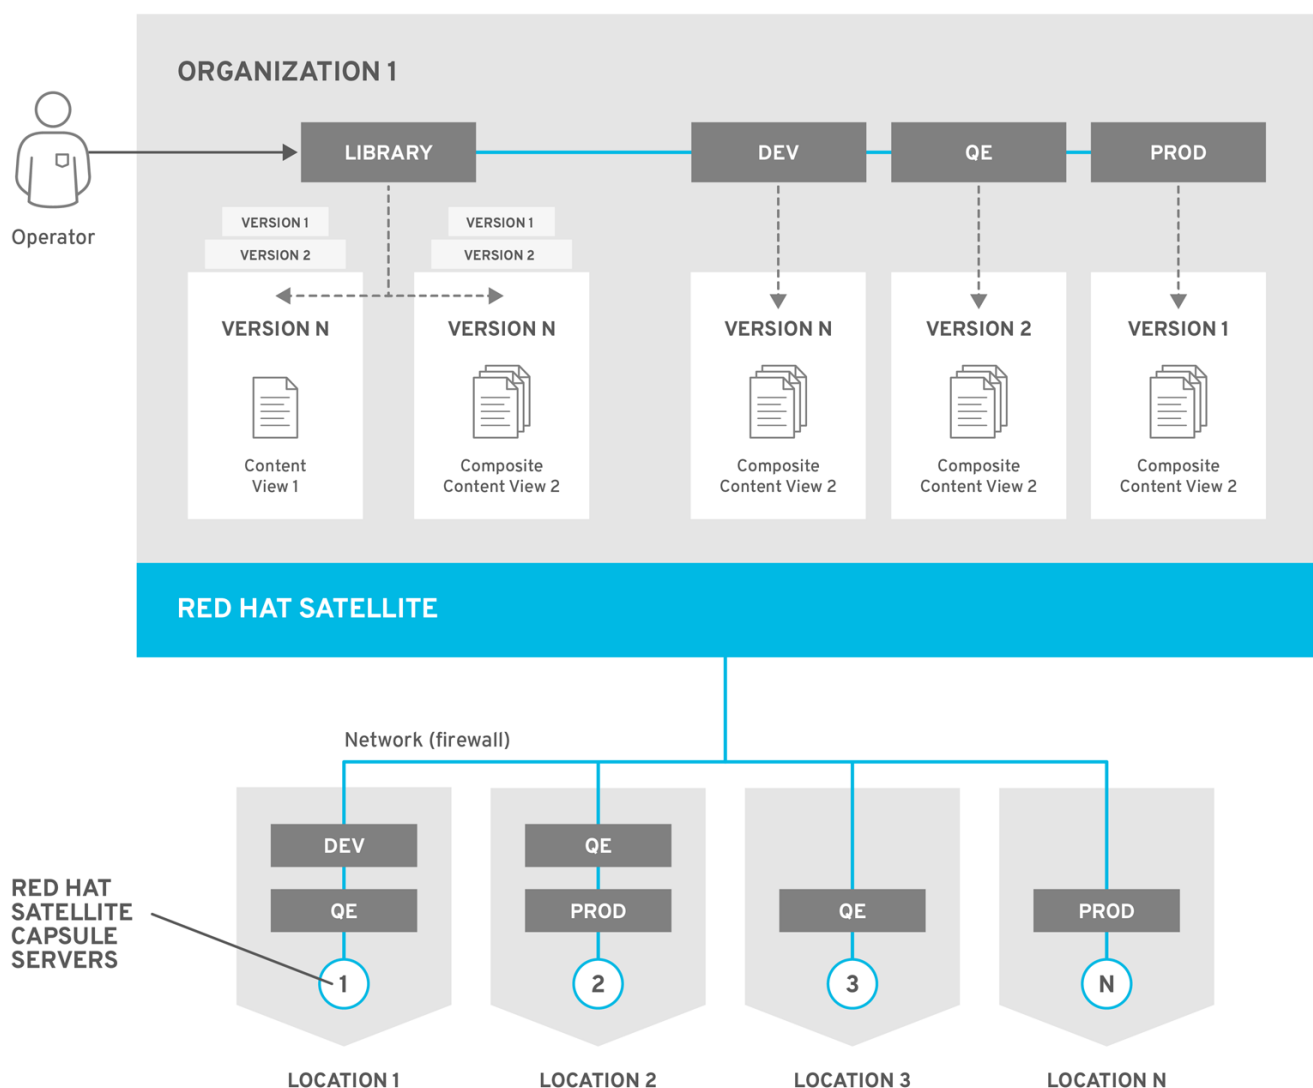 ORGANIZATION 1
LIBRARY
DEV
QE
PROD
Operator
VERSION 1
VERSION 2
VERSION N
Content
View 1
VERSION 1
VERSION 2
VERSION N
Composite
Content View 2
VERSION N
Composite
Content View 2
VERSION 2
Composite
Content View 2
VERSION 1
Composite
Content View 2
RED HAT SATELLITE
Network (firewall)
RED HAT
SATELLITE
CAPSULE
SERVERS
DEV
QE
1
LOCATION 1
QE
PROD
2
LOCATION 2
QE
3
LOCATION 3
PROD
N
LOCATION N